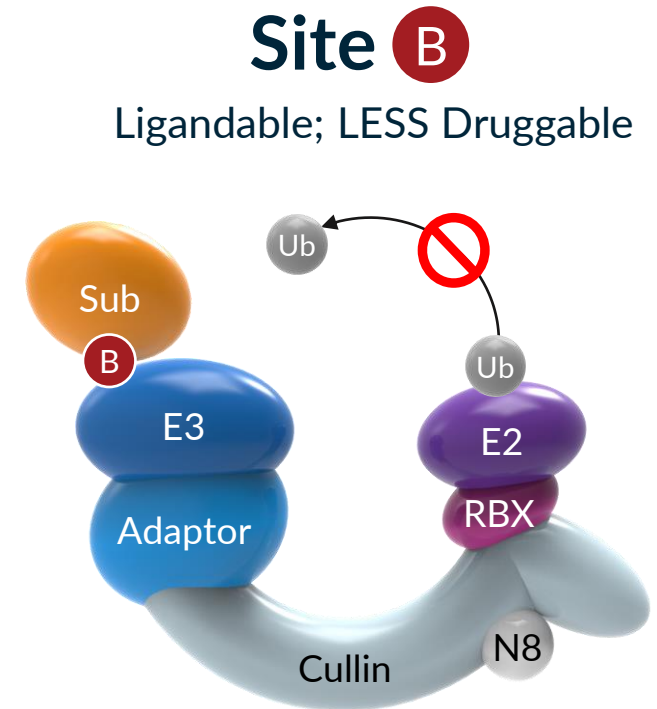 Site B
Ligandable; LESS Druggable
Ub
Sub
B
Ub
E3
E2
RBX
Adaptor
N8
Cullin